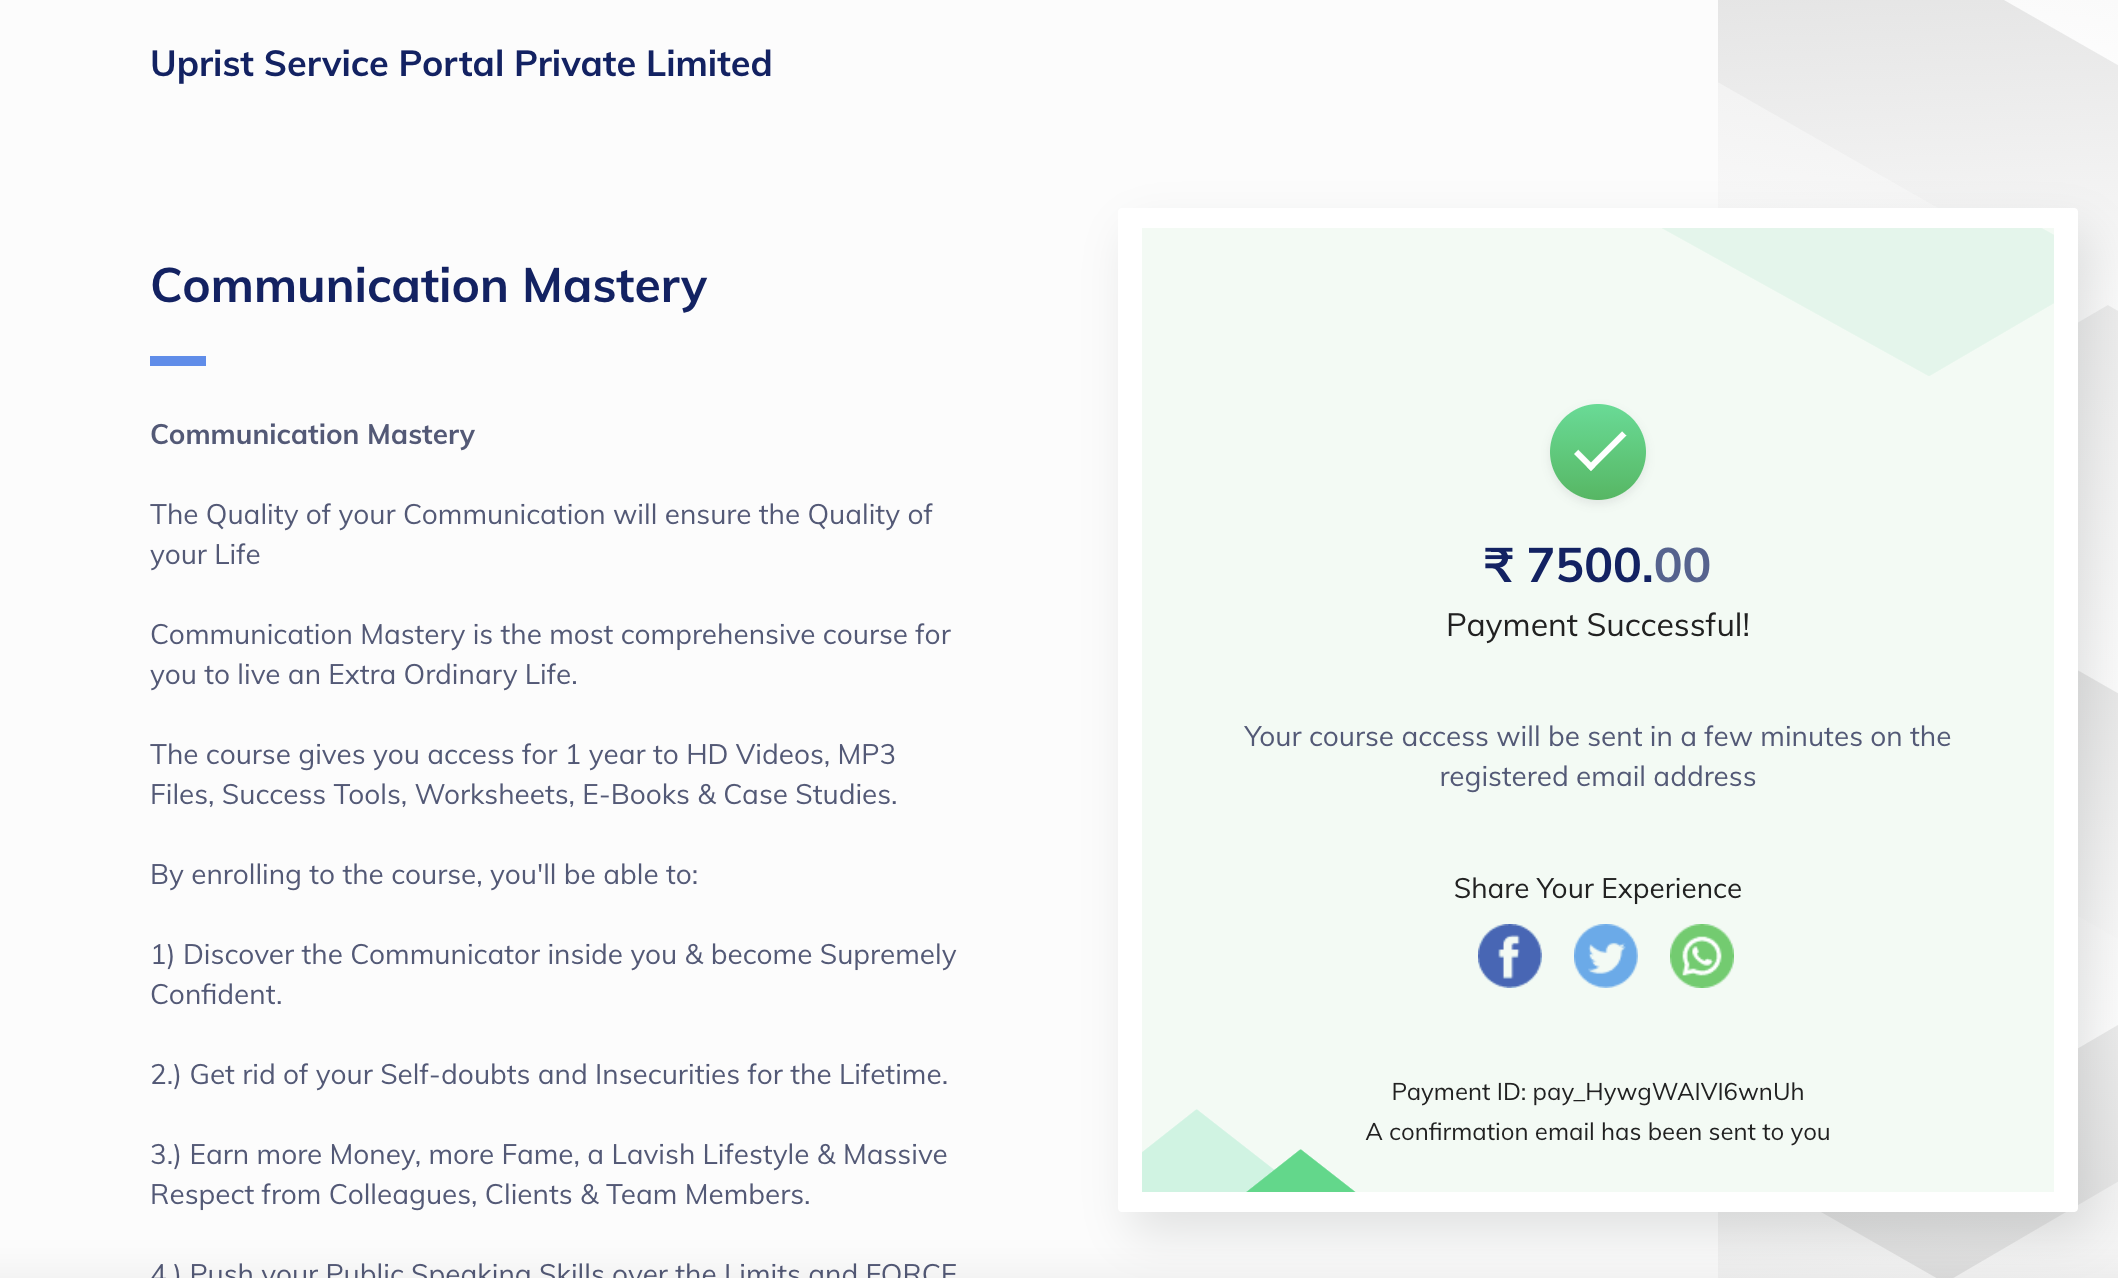 Uprist Service Portal Private Limited
Communication Mastery
Communication Mastery
The Quality of your Communication will ensure the Quality of
your Life
Communication Mastery is the most comprehensive course for
you to live an Extra Ordinary Life.
The course gives you access for 1 year to HD Videos, MP3
Files, Success Tools, Worksheets, E-Books & Case Studies.
By enrolling to the course, you'll be able to:
1) Discover the Communicator inside you & become Supremely
Confident.
2.) Get rid of your Self-doubts and Insecurities for the Lifetime.
3.) Earn more Money, more Fame, a Lavish Lifestyle & Massive
Respect from Colleagues, Clients & Team Members.
4.) Push your Public Speaking Skills over the Limits and FORCE
₹ 7500.00
Payment Successful!
Your course access will be sent in a few minutes on the
registered email address
Share Your Experience
Payment ID: pay_HywgWAIVI6wnUh
A confirmation email has been sent to you